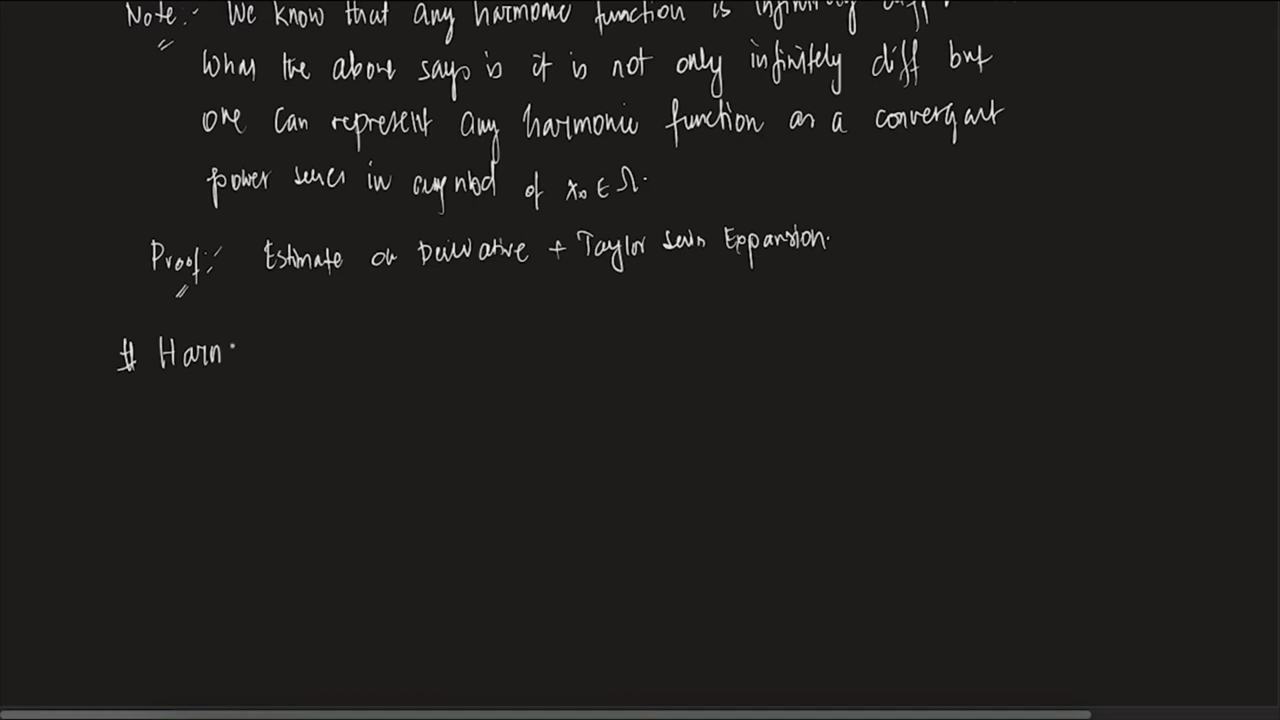 Note:- We know that any harmonic function is infinitely diff
What the above says is it is not only infinitely diff but
one can represent any harmonic function as a convergent
power series in any nbd of x₀ ∈ Ω.
Proof:- Estimate on Derivative + Taylor series Expansion.
# Harn